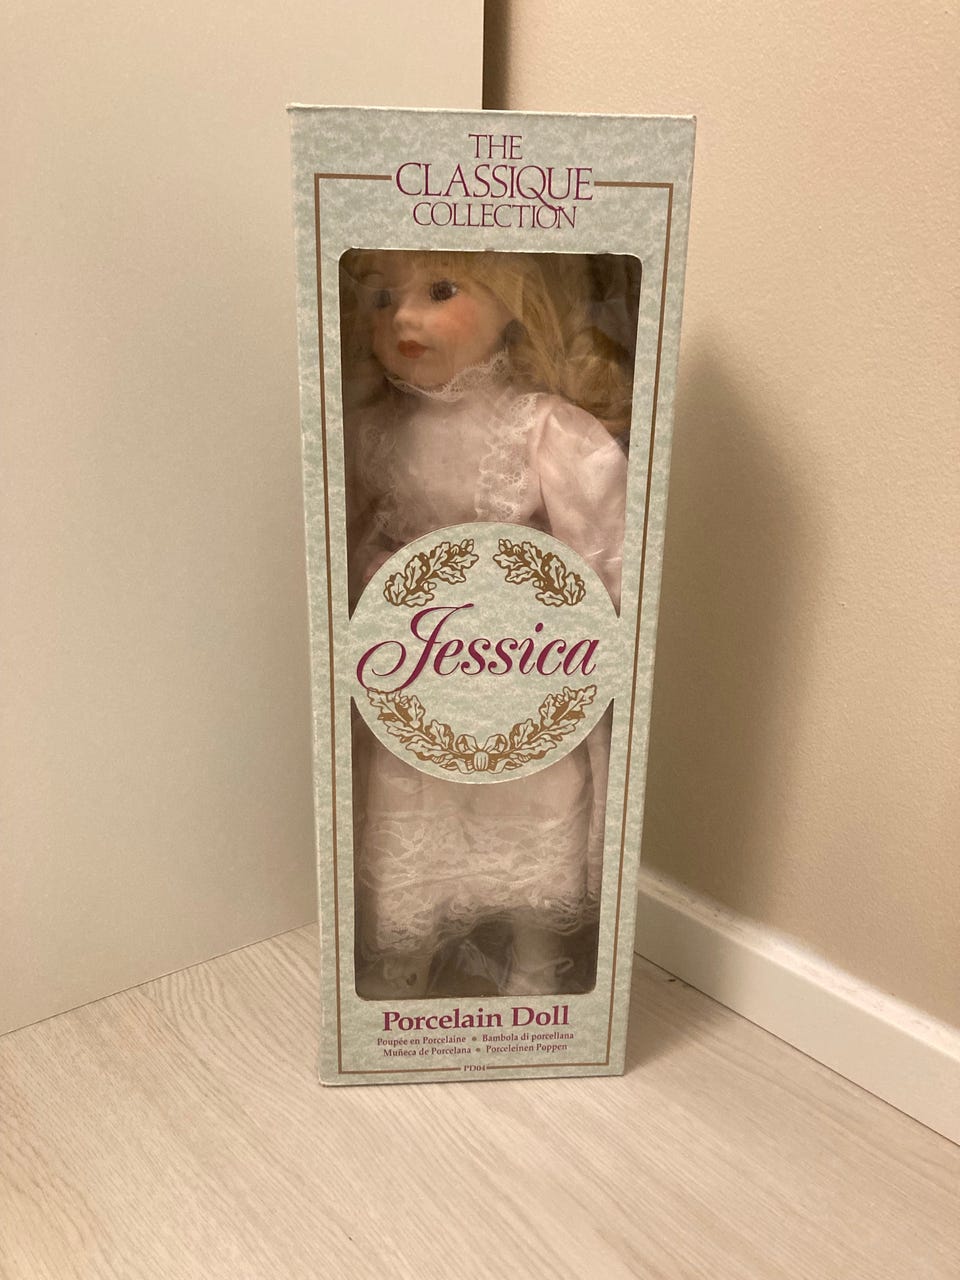 THE
CLASSIQUE
COLLECTION
Jessica
Porcelain Doll
Poupée en Porcelaine • Bambola di porcellana
Muñeca de Porcelana • Porceleinen Poppen
PD04